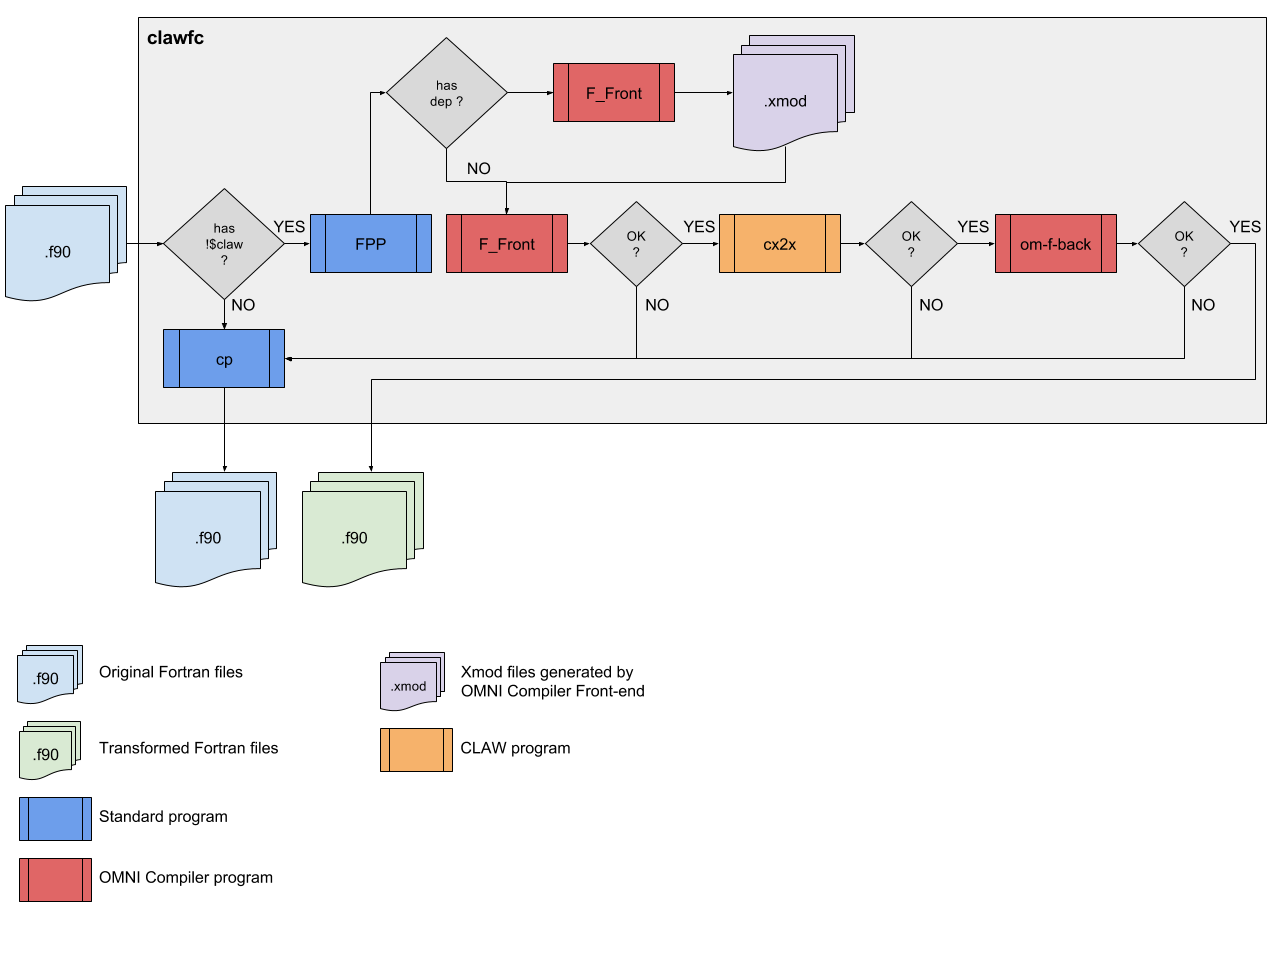 clawfc
has
dep ?
F_Front
.xmod
NO
.f90
has
!$claw
?
YES
FPP
F_Front
OK
?
YES
cx2x
OK
?
YES
om-f-back
OK
?
YES
NO
NO
NO
NO
cp
.f90
.f90
.f90
Original Fortran files
.xmod
Xmod files generated by
OMNI Compiler Front-end
.f90
Transformed Fortran files
CLAW program
Standard program
OMNI Compiler program